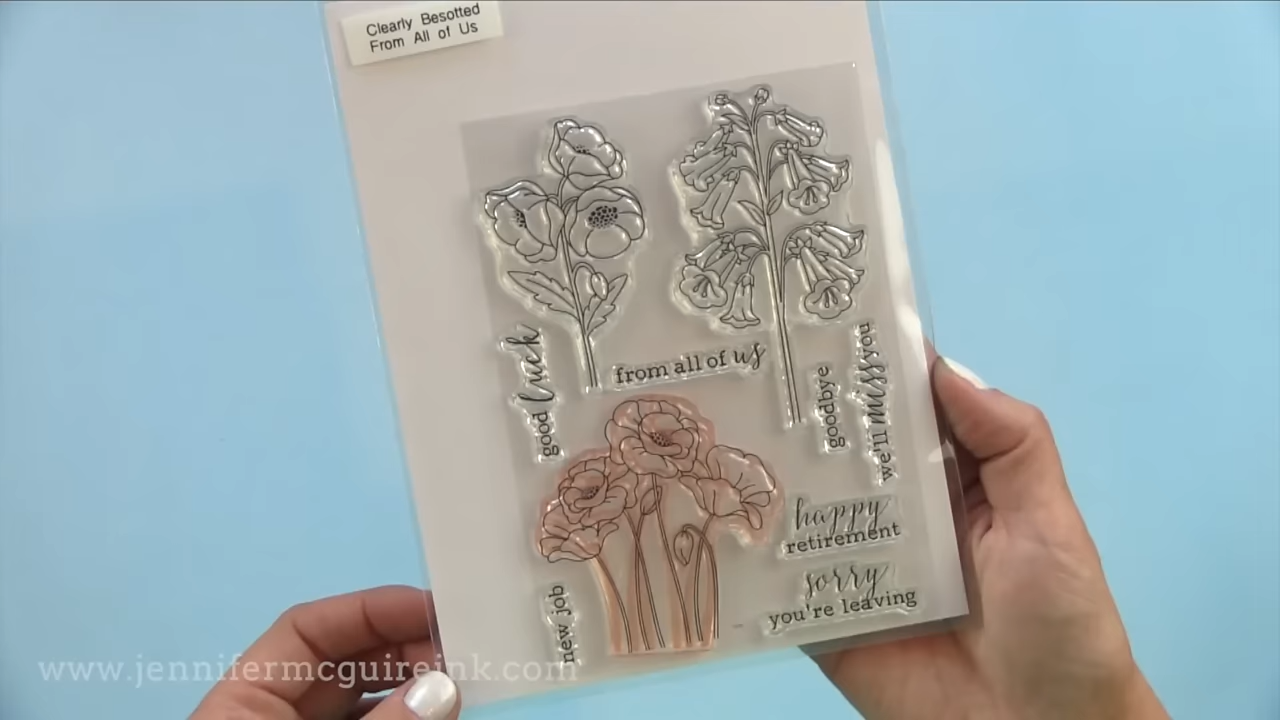 Clearly Besotted
From All of Us
good luck
from all of us
goodbye
we'll miss you
happy
retirement
new job
sorry
you're leaving
www.jennifermcguireink.com